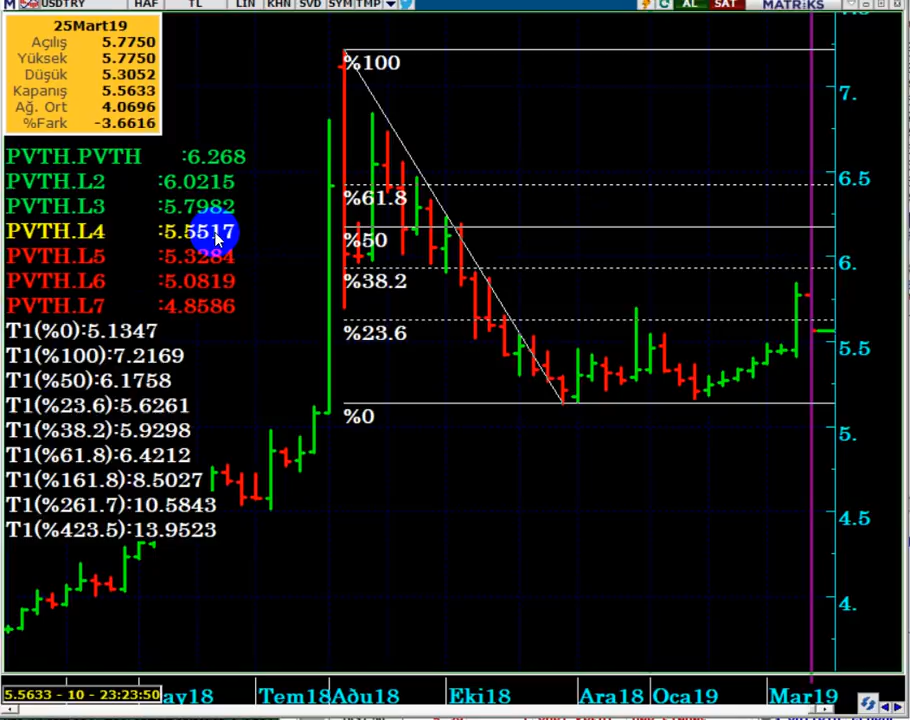 M USDTRY HAF TL LIN KHN SVD SYM TMP AL SAT MATRiKS
25Mart19
Açılış 5.7750
Yüksek 5.7750
Düşük 5.3052
Kapanış 5.5633
Ağ. Ort 4.0696
%Fark -3.6616
PVTH.PVTH :6.268
PVTH.L2 :6.0215
PVTH.L3 :5.7982
PVTH.L4 :5.5517
PVTH.L5 :5.3284
PVTH.L6 :5.0819
PVTH.L7 :4.8586
T1(%0):5.1347
T1(%100):7.2169
T1(%50):6.1758
T1(%23.6):5.6261
T1(%38.2):5.9298
T1(%61.8):6.4212
T1(%161.8):8.5027
T1(%261.7):10.5843
T1(%423.5):13.9523
%100
%61.8
%50
%38.2
%23.6
%0
7.
6.5
6.
5.5
5.
4.5
4.
5.5633 - 10 - 23:23:50
ay18 Tem18 Aðu18 Eki18 Ara18 Oca19 Mar19